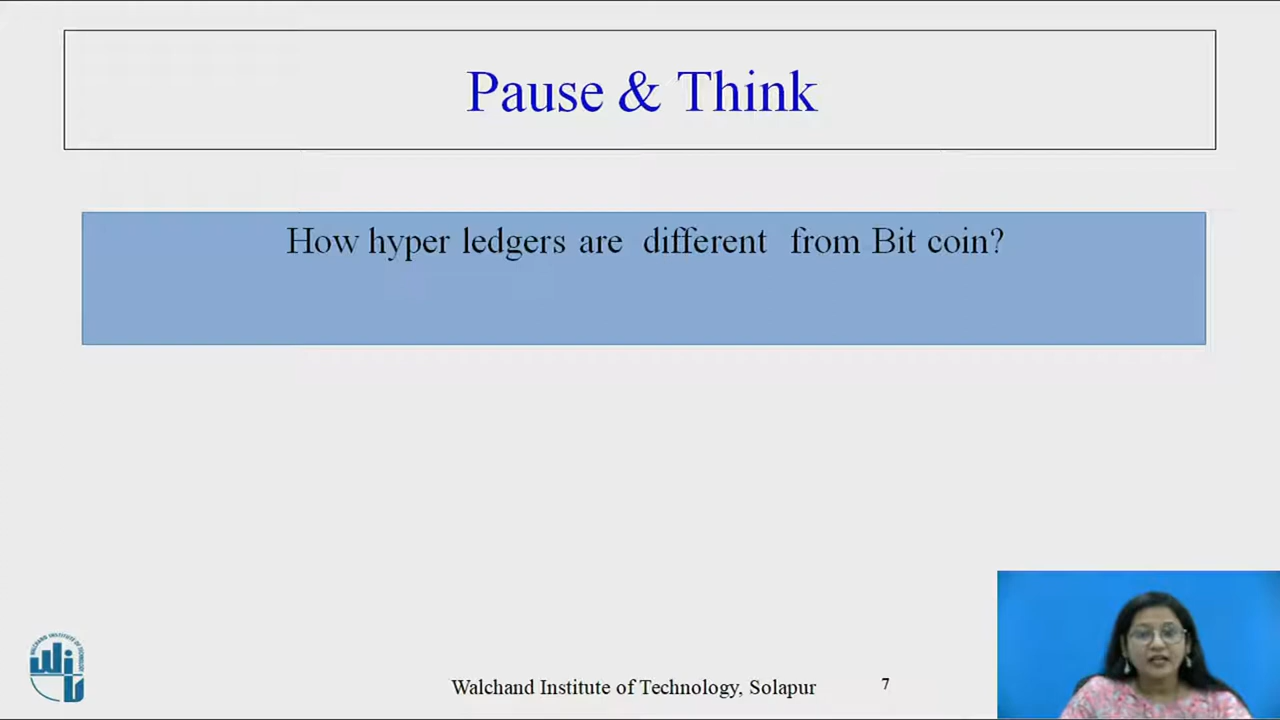 Pause & Think
How hyper ledgers are different from Bit coin?
Walchand Institute of Technology, Solapur
7